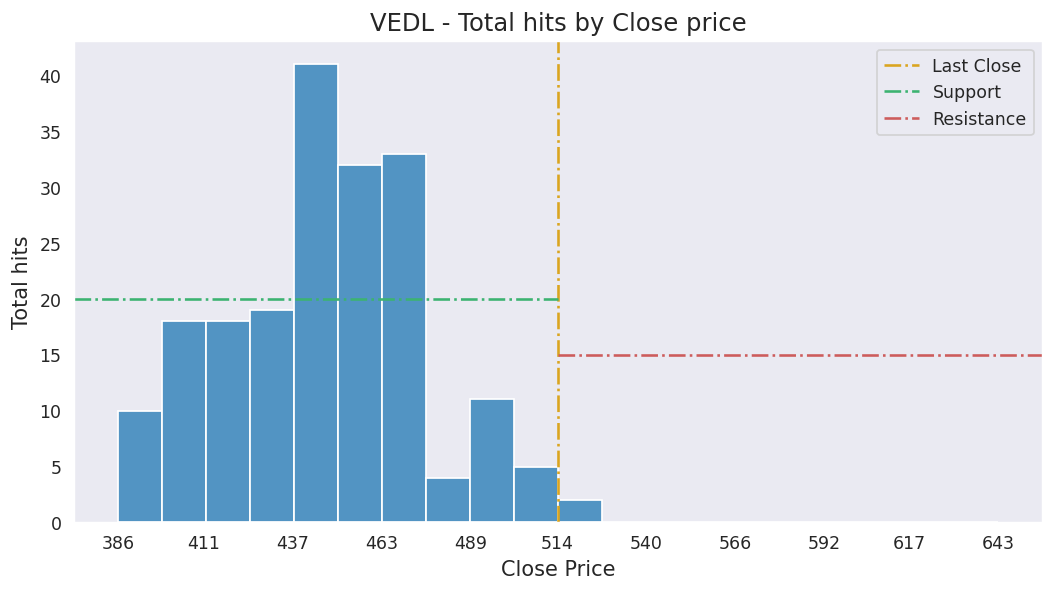 VEDL - Total hits by Close price
Last Close
Support
Resistance
Total hits
40
35
30
25
20
15
10
5
0
386 411 437 463 489 514 540 566 592 617 643
Close Price